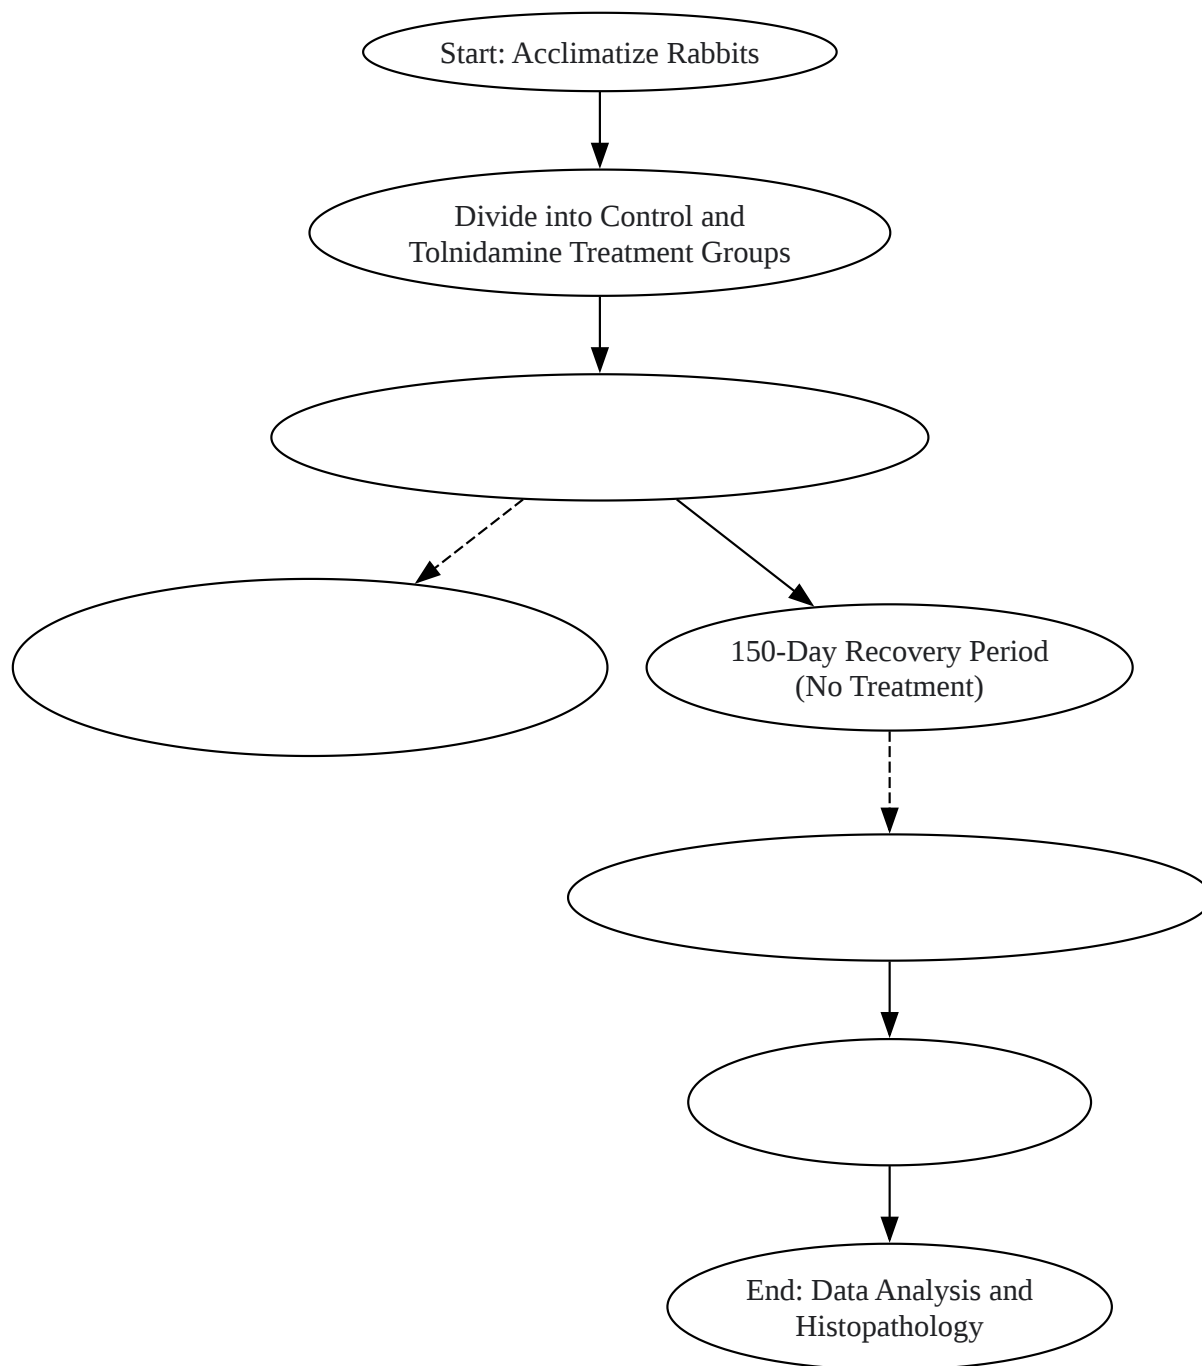 Start: Acclimatize Rabbits
Divide into Control and
Tolnidamine Treatment Groups
150-Day Recovery Period
(No Treatment)
End: Data Analysis and
Histopathology